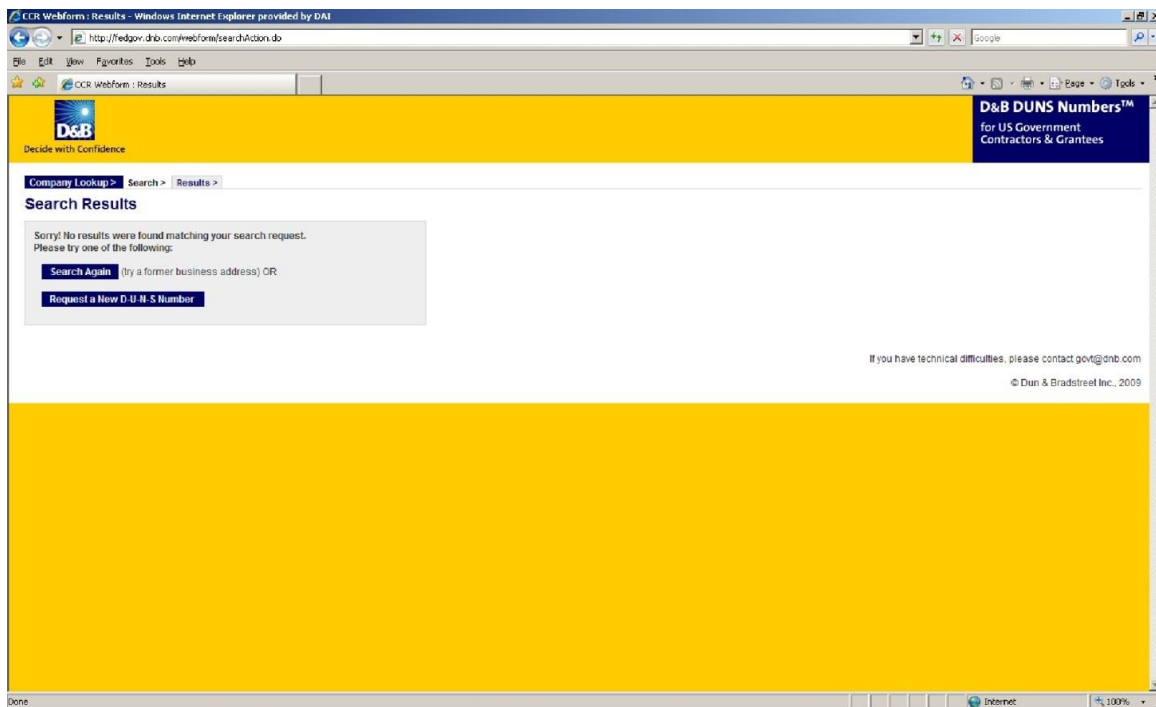 CCR Webform : Results - Windows Internet Explorer provided by DAI
http://fedgov.dnb.com/webform/searchAction.do
Google
File Edit View Favorites Tools Help
CCR Webform : Results
Page Tools
D&B
Decide with Confidence
D&B DUNS Numbers™
for US Government
Contractors & Grantees
Company Lookup > Search > Results >
Search Results
Sorry! No results were found matching your search request.
Please try one of the following:
Search Again (try a former business address) OR
Request a New D-U-N-S Number
If you have technical difficulties, please contact govt@dnb.com
© Dun & Bradstreet Inc., 2009
Done Internet 100%